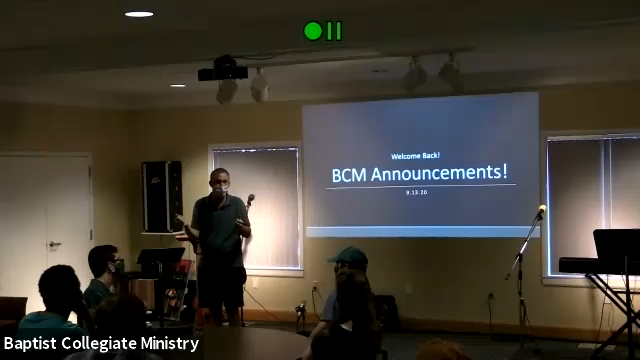 Welcome Back!
BCM Announcements!
9.13.20
Baptist Collegiate Ministry